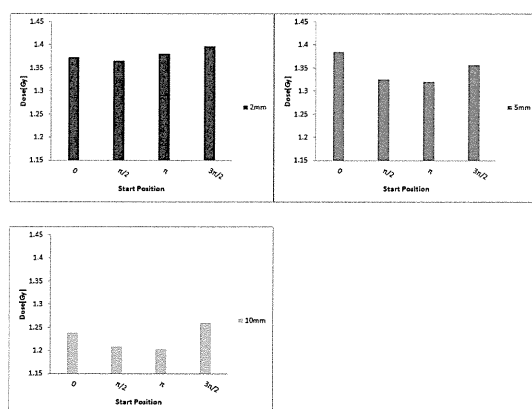 1.45
1.4
1.35
1.3
1.25
1.2
1.15
Dose[Gy]
0
π/2
π
3π/2
Start Position
2mm
1.45
1.4
1.35
1.3
1.25
1.2
1.15
Dose[Gy]
0
π/2
π
3π/2
Start Position
5mm
1.45
1.4
1.35
1.3
1.25
1.2
1.15
Dose[Gy]
0
π/2
π
3π/2
Start Position
10mm